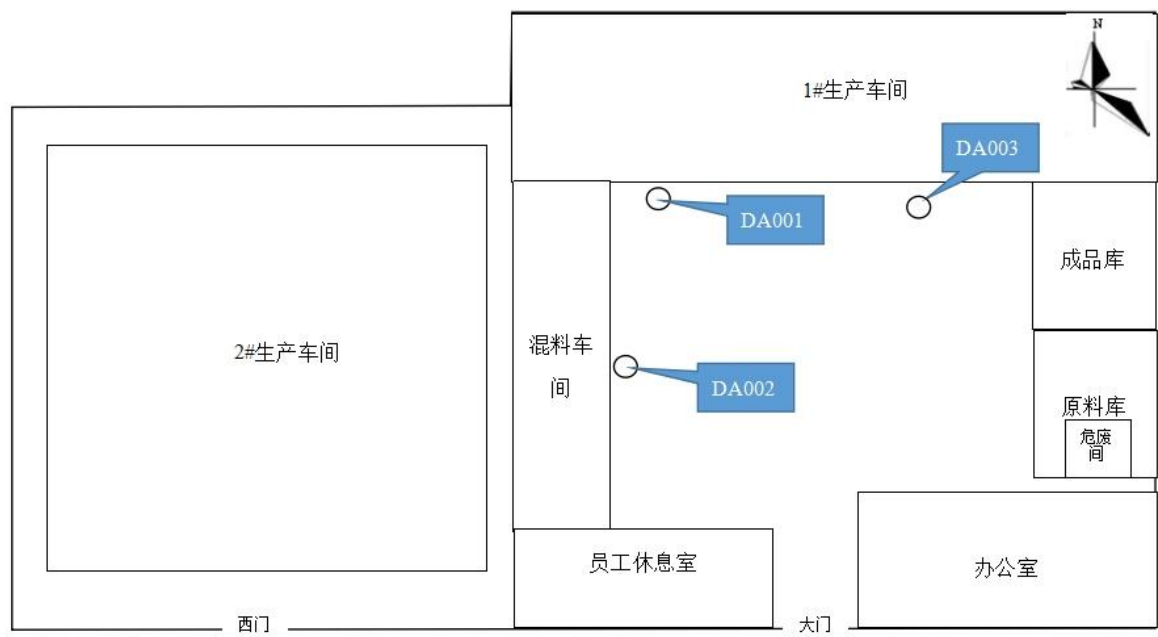 N
1#生产车间
DA003
DA001
成品库
2#生产车间
混料车
间
DA002
原料库
危废
间
员工休息室
办公室
西门
大门